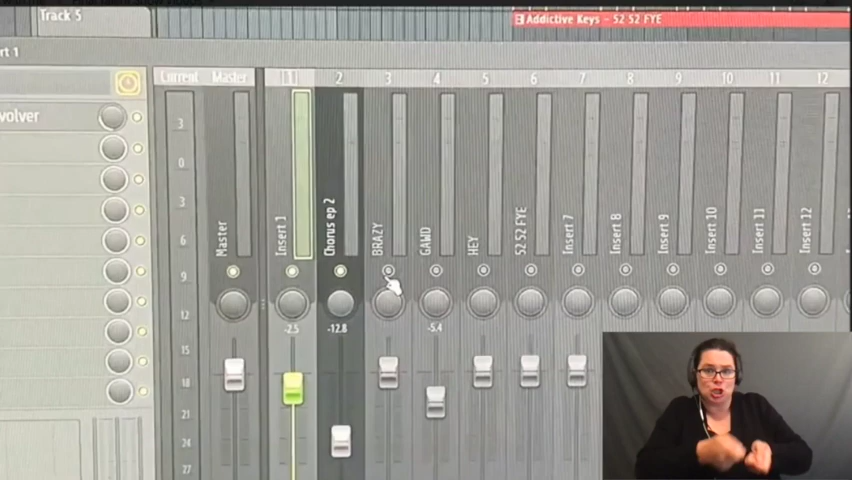 Track 5
Addictive Keys - 52 52 FYE
rt 1
Current Master 1 2 3 4 5 6 7 8 9 10 11 12
volver
3
0
3
6
9
12
15
18
21
24
27
Master
Insert 1
Chorus ep 2
BRAZY
GAWD
HEY
52 52 FYE
Insert 7
Insert 8
Insert 9
Insert 10
Insert 11
Insert 12
-2.5
-12.8
-5.4